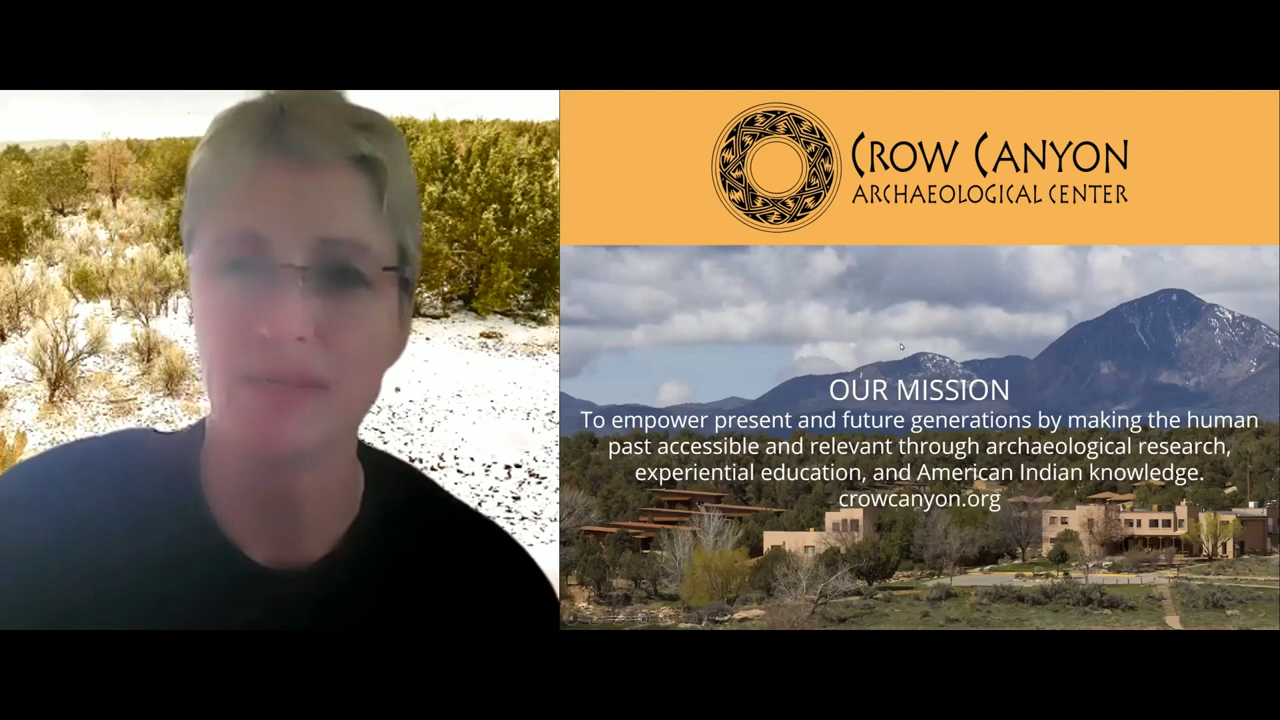 CROW CANYON
ARCHAEOLOGICAL CENTER
OUR MISSION
To empower present and future generations by making the human
past accessible and relevant through archaeological research,
experiential education, and American Indian knowledge.
crowcanyon.org